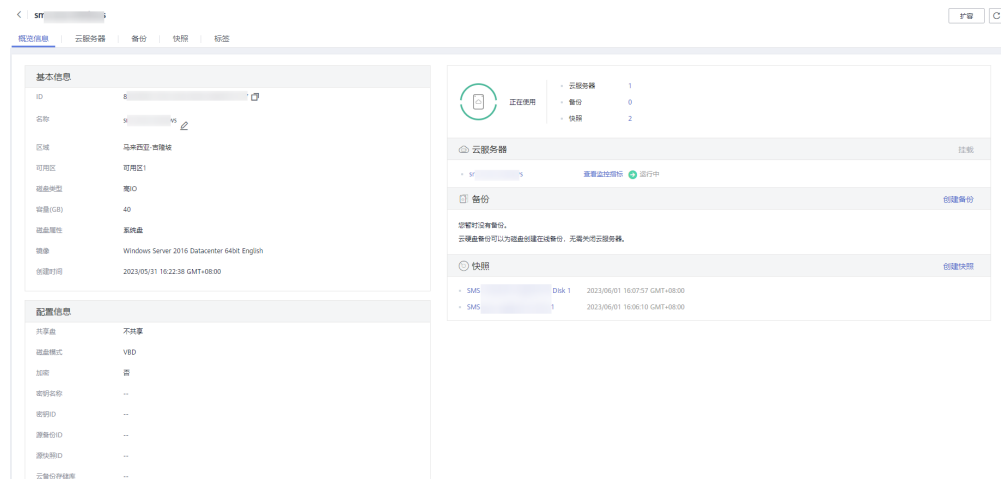 扩容
概览信息 云服务器 备份 快照 标签
基本信息
ID 8
名称
区域 马来西亚-吉隆坡
可用区 可用区1
磁盘类型 高IO
容量(GB) 40
磁盘属性 系统盘
镜像 Windows Server 2016 Datacenter 64bit English
创建时间 2023/05/31 16:22:38 GMT+08:00
配置信息
共享盘 不共享
磁盘模式 VBD
加密 否
密钥名称 --
密钥ID --
源备份ID --
源快照ID --
云备份存储库 --
正在使用
云服务器 1
备份 0
快照 2
云服务器 挂载
查看监控指标 运行中
备份 创建备份
您暂时没有备份。
云硬盘备份可以为磁盘创建在线备份，无需关闭云服务器。
快照 创建快照
SMS Disk 1 2023/06/01 16:07:57 GMT+08:00
SMS 1 2023/06/01 16:06:10 GMT+08:00